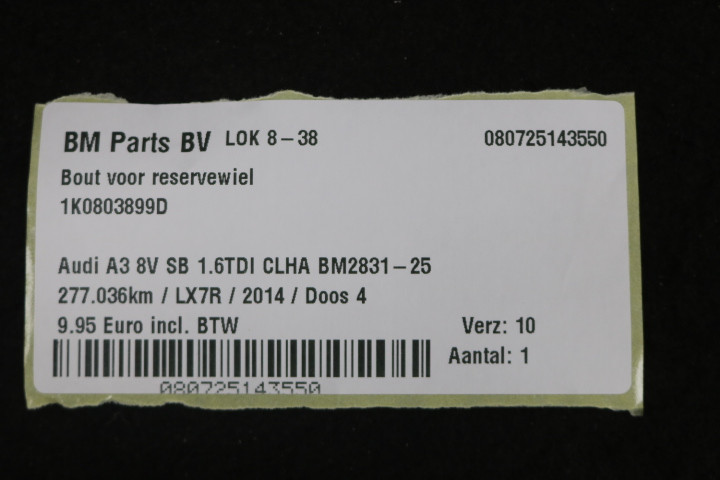 BM Parts BV LOK 8-38 080725143550
Bout voor reservewiel
1K0803899D
Audi A3 8V SB 1.6TDI CLHA BM2831-25
277.036km / LX7R / 2014 / Doos 4
9.95 Euro incl. BTW Verz: 10
Aantal: 1
080725143550